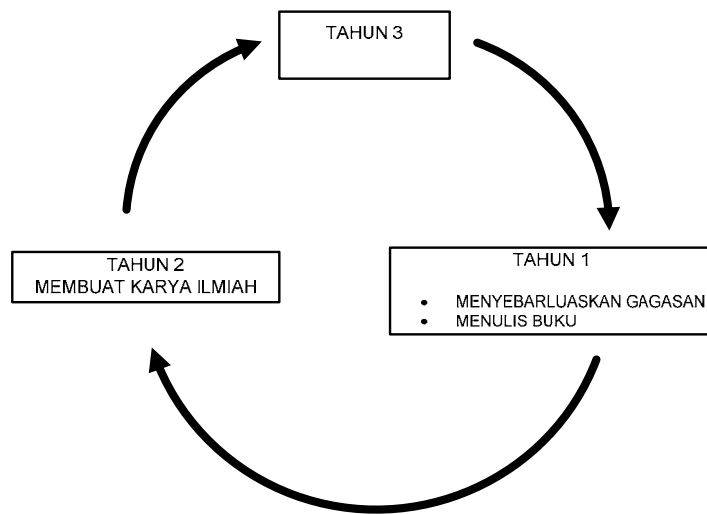 TAHUN 3
TAHUN 2
MEMBUAT KARYA ILMIAH
TAHUN 1
• MENYEBARLUASKAN GAGASAN
• MENULIS BUKU